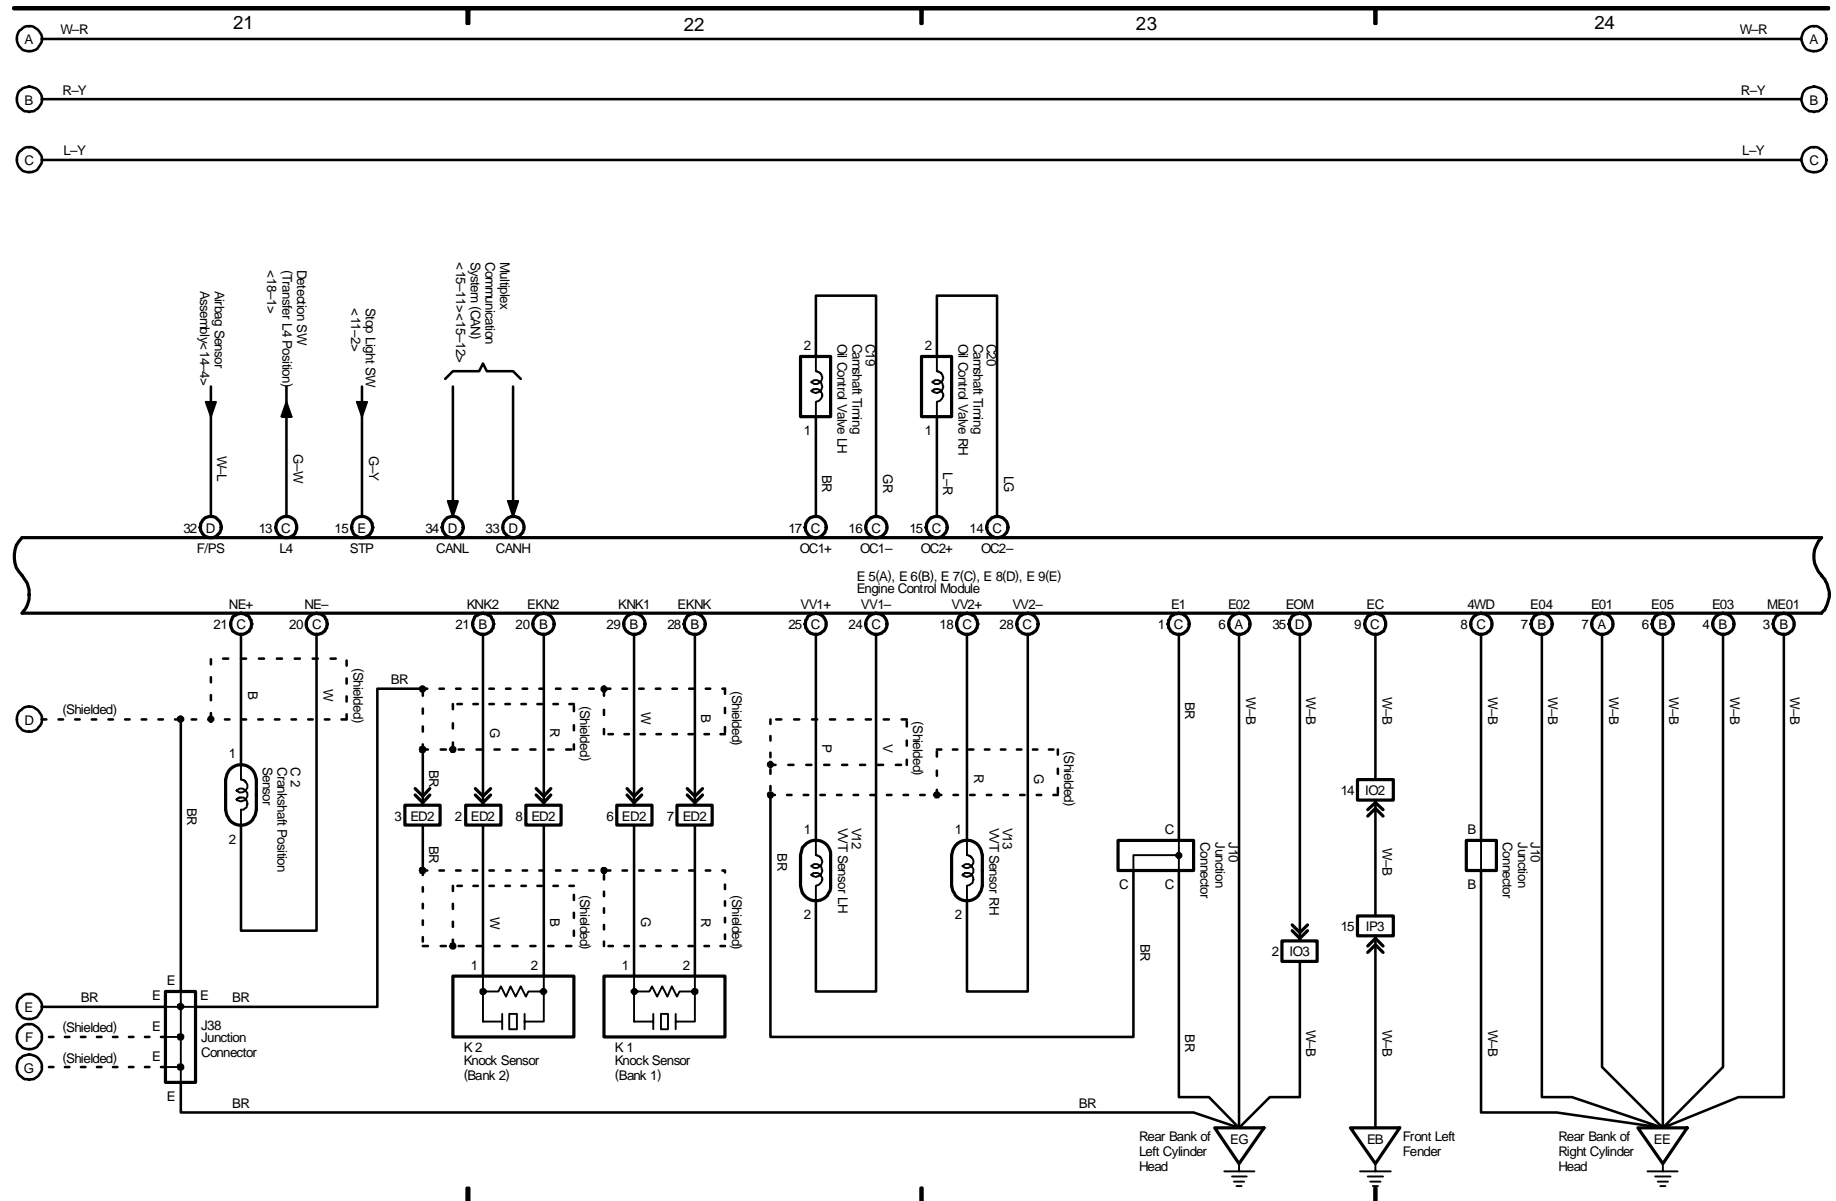 21
22
23
24
A
W–R
W–R
A
B
R–Y
R–Y
B
C
L–Y
L–Y
C
Airbag Sensor
Assembly<14–4>
Detection SW
(Transfer L4 Position)
<18–1>
Stop Light SW
<11–2>
Multiplex
Communication
System (CAN)
<15–11><15–12>
C19
Camshaft Timing
Oil Control Valve LH
C20
Camshaft Timing
Oil Control Valve RH
2
1
2
1
W–L
G–W
G–Y
BR
GR
L–R
LG
32 D
13 C
15 E
34 D
33 D
17 C
16 C
15 C
14 C
F/PS
L4
STP
CANL
CANH
OC1+
OC1–
OC2+
OC2–
E 5(A), E 6(B), E 7(C), E 8(D), E 9(E)
Engine Control Module
NE+
NE–
KNK2
EKN2
KNK1
EKNK
VV1+
VV1–
VV2+
VV2–
E1
E02
EOM
EC
4WD
E04
E01
E05
E03
ME01
21 C
20 C
21 B
20 B
29 B
28 B
25 C
24 C
18 C
28 C
1 C
6 A
35 D
9 C
8 C
7 B
7 A
6 B
4 B
3 B
D
(Shielded)
B
W
(Shielded)
BR
G
R
(Shielded)
W
B
(Shielded)
P
V
(Shielded)
R
G
(Shielded)
BR
W–B
W–B
W–B
W–B
W–B
W–B
W–B
W–B
W–B
1
C 2
Crankshaft Position
Sensor
2
BR
BR
3 ED2
2 ED2
8 ED2
6 ED2
7 ED2
14 IO2
BR
W
B
(Shielded)
G
R
(Shielded)
BR
1
V12
VVT Sensor LH
2
1
V13
VVT Sensor RH
2
C
J10
Junction
Connector
C
C
W–B
B
J10
Junction
Connector
B
15 IP3
2 IO3
BR
1
2
1
2
E
E
E
E
BR
BR
E
F
(Shielded)
E
G
(Shielded)
E
E
J38
Junction
Connector
K 2
Knock Sensor
(Bank 2)
K 1
Knock Sensor
(Bank 1)
BR
W–B
W–B
W–B
BR
BR
Rear Bank of
Left Cylinder
Head
EG
EB
Front Left
Fender
Rear Bank of
Right Cylinder
Head
EE